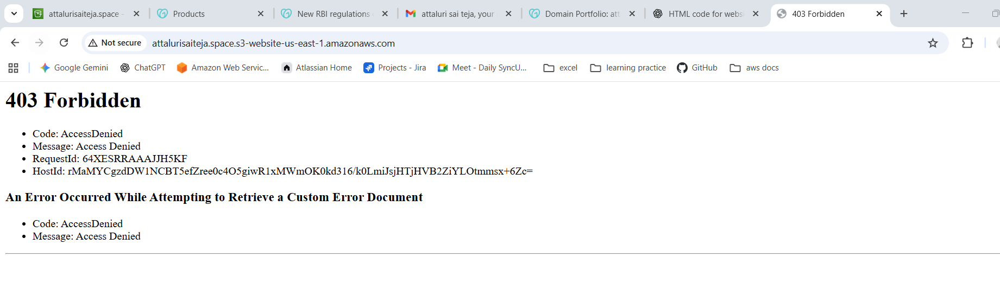 attalurisaiteja.space -
Products
New RBI regulations
attaluri sai teja, your
Domain Portfolio: att
HTML code for websi
403 Forbidden
Not secure
attalurisaiteja.space.s3-website-us-east-1.amazonaws.com
Google Gemini
ChatGPT
Amazon Web Servic...
Atlassian Home
Projects - Jira
Meet - Daily SyncU...
excel
learning practice
GitHub
aws docs
403 Forbidden
• Code: AccessDenied
• Message: Access Denied
• RequestId: 64XESRRAAAJJH5KF
• HostId: rMaMYCgzdDW1NCBT5efZree0c4O5giwR1xMWmOK0kd316/k0LmiJsjHTjHVB2ZiYLOtmmsx+6Zc=
An Error Occurred While Attempting to Retrieve a Custom Error Document
• Code: AccessDenied
• Message: Access Denied